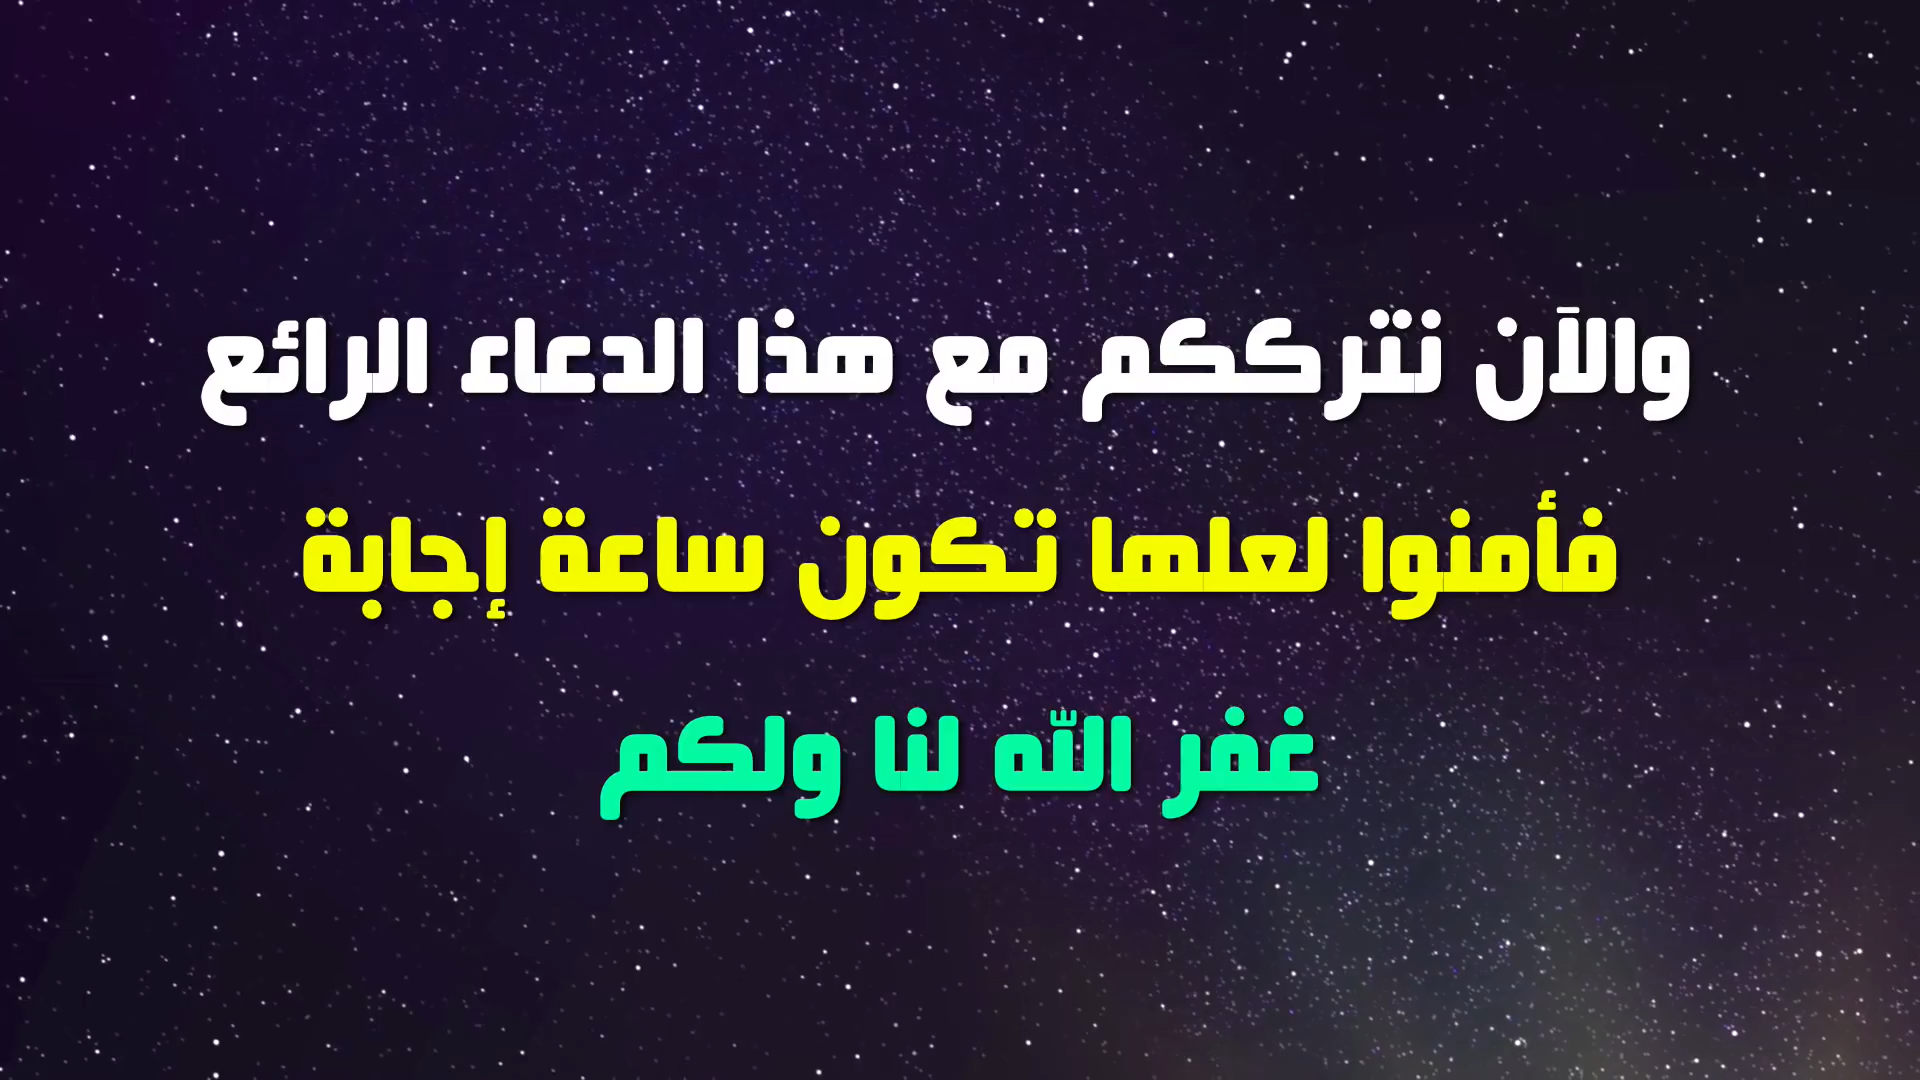 والآن نترككم مع هذا الدعاء الرائع
فأمنوا لعلها تكون ساعة إجابة
غفر الله لنا ولكم